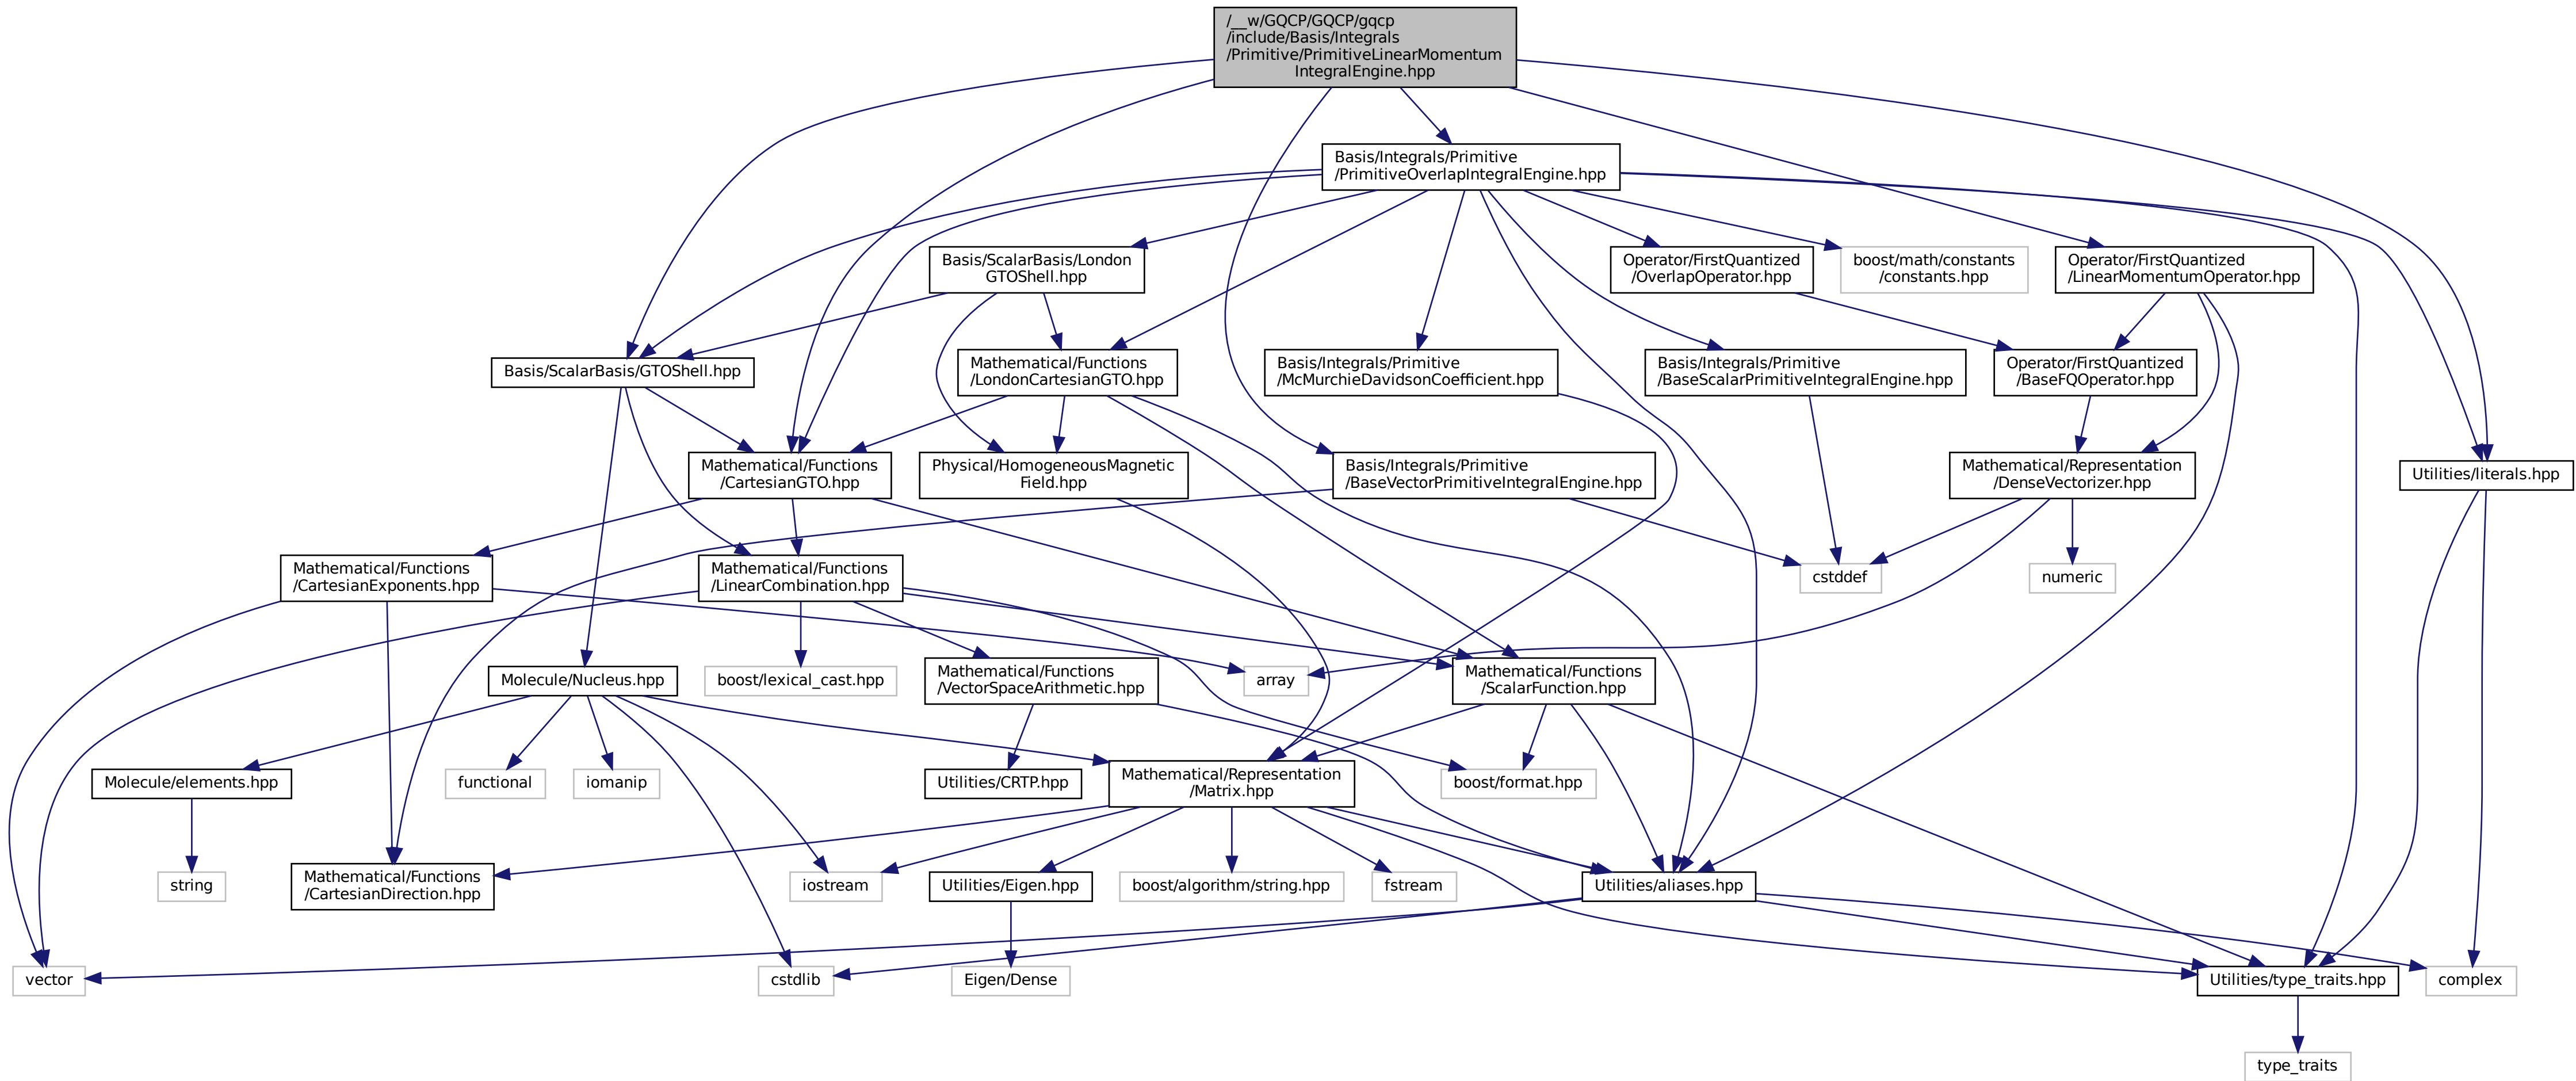 /__w/GQCP/GQCP/gqcp
/include/Basis/Integrals
/Primitive/PrimitiveLinearMomentum
IntegralEngine.hpp
Basis/Integrals/Primitive
/PrimitiveOverlapIntegralEngine.hpp
Basis/ScalarBasis/London
GTOShell.hpp
Operator/FirstQuantized
/OverlapOperator.hpp
boost/math/constants
/constants.hpp
Operator/FirstQuantized
/LinearMomentumOperator.hpp
Basis/ScalarBasis/GTOShell.hpp
Mathematical/Functions
/LondonCartesianGTO.hpp
Basis/Integrals/Primitive
/McMurchieDavidsonCoefficient.hpp
Basis/Integrals/Primitive
/BaseScalarPrimitiveIntegralEngine.hpp
Operator/FirstQuantized
/BaseFQOperator.hpp
Mathematical/Functions
/CartesianGTO.hpp
Physical/HomogeneousMagnetic
Field.hpp
Basis/Integrals/Primitive
/BaseVectorPrimitiveIntegralEngine.hpp
Mathematical/Representation
/DenseVectorizer.hpp
Utilities/literals.hpp
Mathematical/Functions
/CartesianExponents.hpp
Mathematical/Functions
/LinearCombination.hpp
cstddef
numeric
Molecule/Nucleus.hpp
boost/lexical_cast.hpp
Mathematical/Functions
/VectorSpaceArithmetic.hpp
array
Mathematical/Functions
/ScalarFunction.hpp
Molecule/elements.hpp
functional
iomanip
Utilities/CRTP.hpp
Mathematical/Representation
/Matrix.hpp
boost/format.hpp
string
Mathematical/Functions
/CartesianDirection.hpp
iostream
Utilities/Eigen.hpp
boost/algorithm/string.hpp
fstream
Utilities/aliases.hpp
vector
cstdlib
Eigen/Dense
Utilities/type_traits.hpp
complex
type_traits